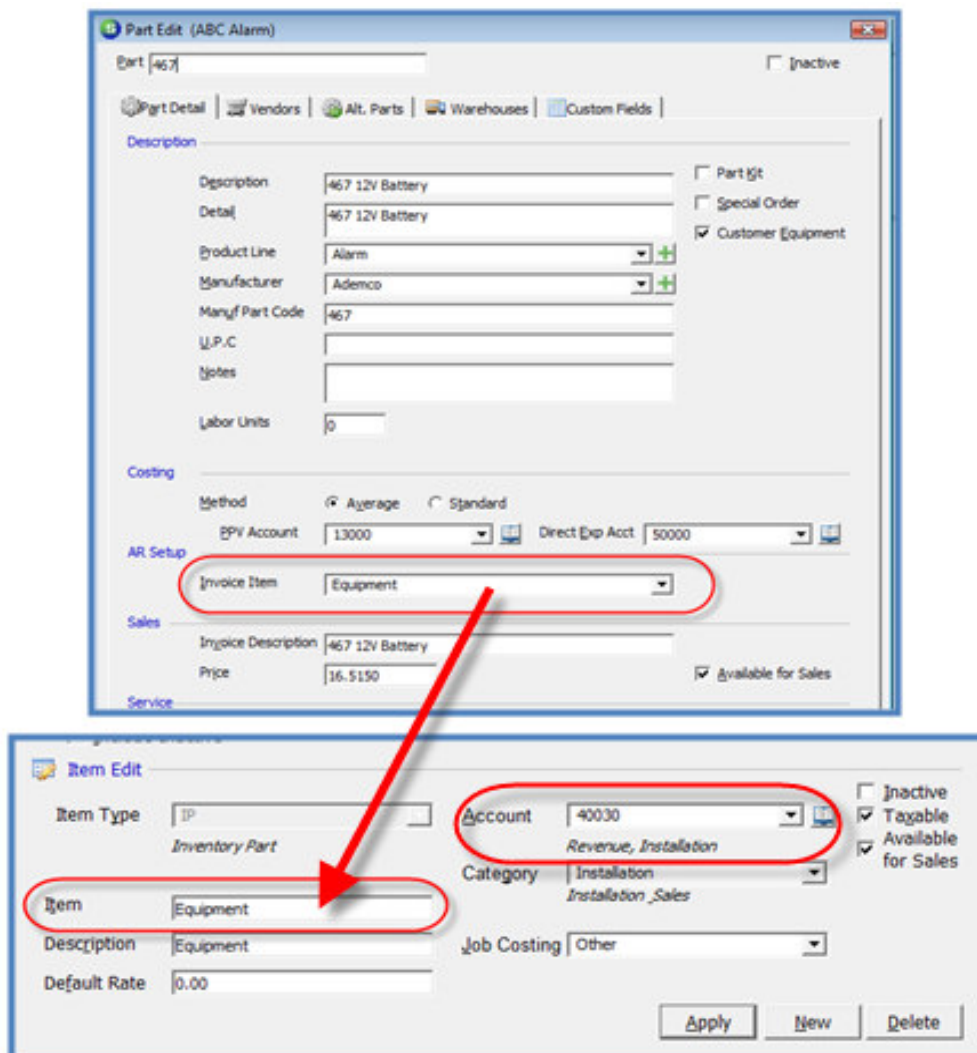 Part Edit (ABC Alarm)
Part 467 Inactive
Part Detail Vendors Alt. Parts Warehouses Custom Fields
Description
Description 467 12V Battery Part Kit
Detail 467 12V Battery Special Order
Customer Equipment
Product Line Alarm
Manufacturer Ademco
Manuf Part Code 467
U.P.C
Notes
Labor Units 0
Costing
Method Average Standard
PPV Account 13000 Direct Exp Acct 50000
AR Setup
Invoice Item Equipment
Sales
Invoice Description 467 12V Battery
Price 16.5150 Available for Sales
Service
Item Edit
Item Type IP Account 40030 Inactive
Taxable
Inventory Part Revenue, Installation Available for Sales
Category Installation
Installation ,Sales
Item Equipment
Description Equipment Job Costing Other
Default Rate 0.00
Apply New Delete